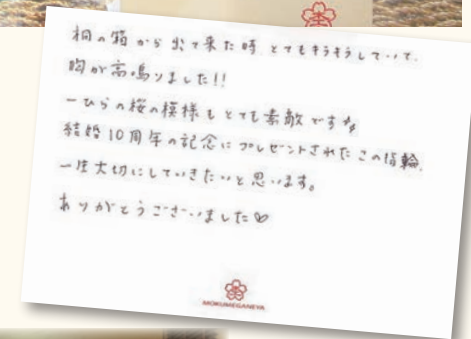 桐の箱から出て来た時、とてもキラキラしていて、
胸が高鳴りました!!
一ひらの桜の模様もとても素敵です
結婚10周年の記念にプレゼントされたこの指輪、
一生大切にしていきたいと思います。
ありがとうございました♡
MOKUMEGANEYA